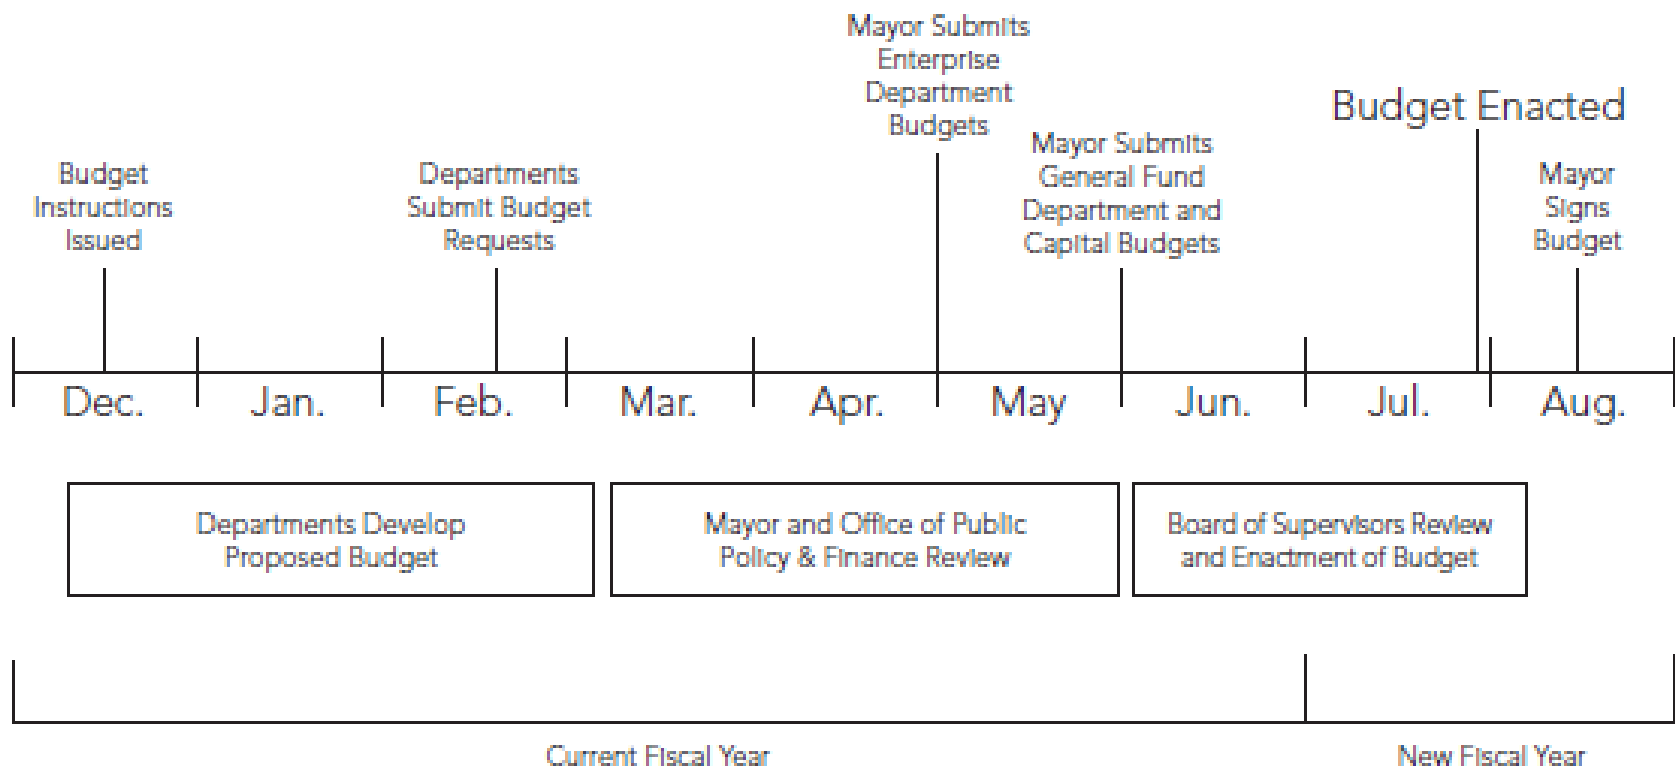 Mayor Submits
Enterprise
Department
Budgets
Budget Enacted
Mayor Submits
General Fund
Department and
Capital Budgets
Budget
Instructions
Issued
Departments
Submit Budget
Requests
Mayor
Signs
Budget
Dec. Jan. Feb. Mar. Apr. May Jun. Jul. Aug.
Departments Develop
Proposed Budget
Mayor and Office of Public
Policy & Finance Review
Board of Supervisors Review
and Enactment of Budget
Current Fiscal Year
New Fiscal Year